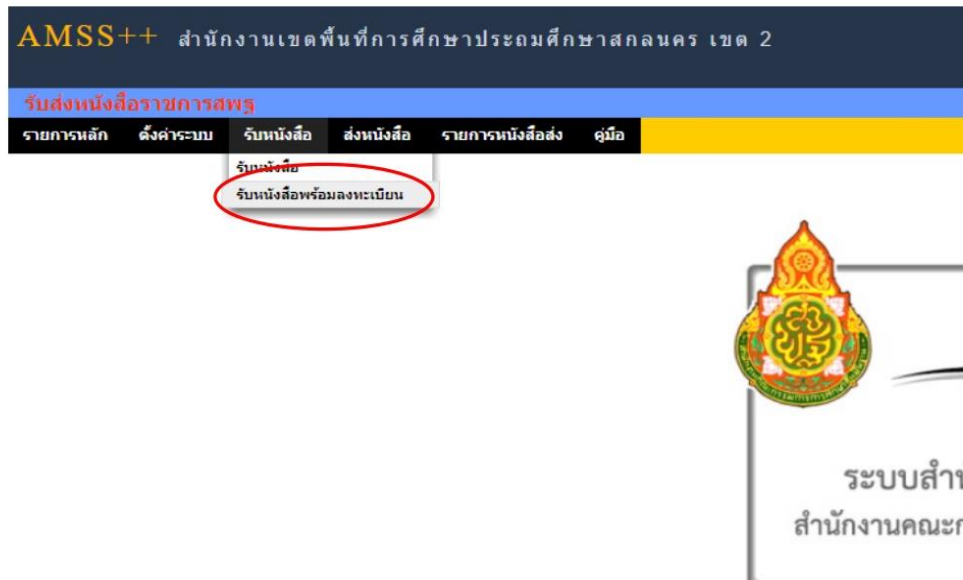 AMSS++ สำนักงานเขตพื้นที่การศึกษาประถมศึกษาสกลนคร เขต 2
รับส่งหนังสือราชการสพฐ
รายการหลัก ตั้งค่าระบบ รับหนังสือ ส่งหนังสือ รายการหนังสือส่ง คู่มือ
รับหนังสือ
รับหนังสือพร้อมลงทะเบียน
ระบบสำ
สำนักงานคณะก